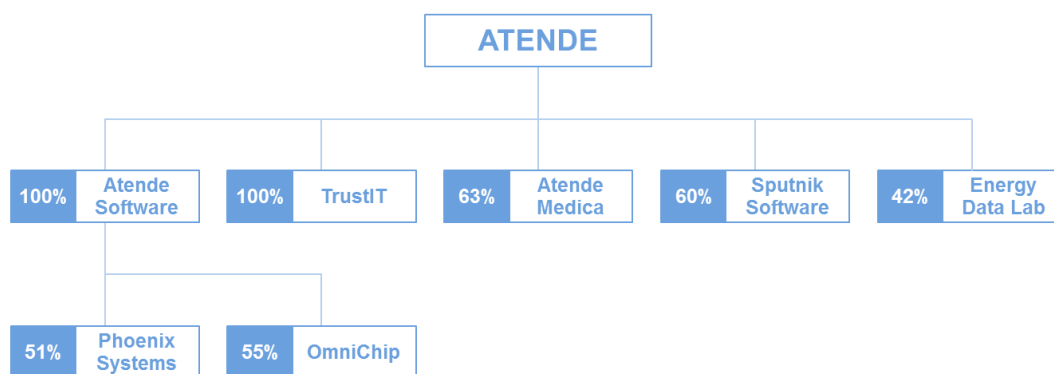 ATENDE
100%
Atende
Software
100%
TrustIT
63%
Atende
Medica
60%
Sputnik
Software
42%
Energy
Data Lab
51%
Phoenix
Systems
55%
OmniChip